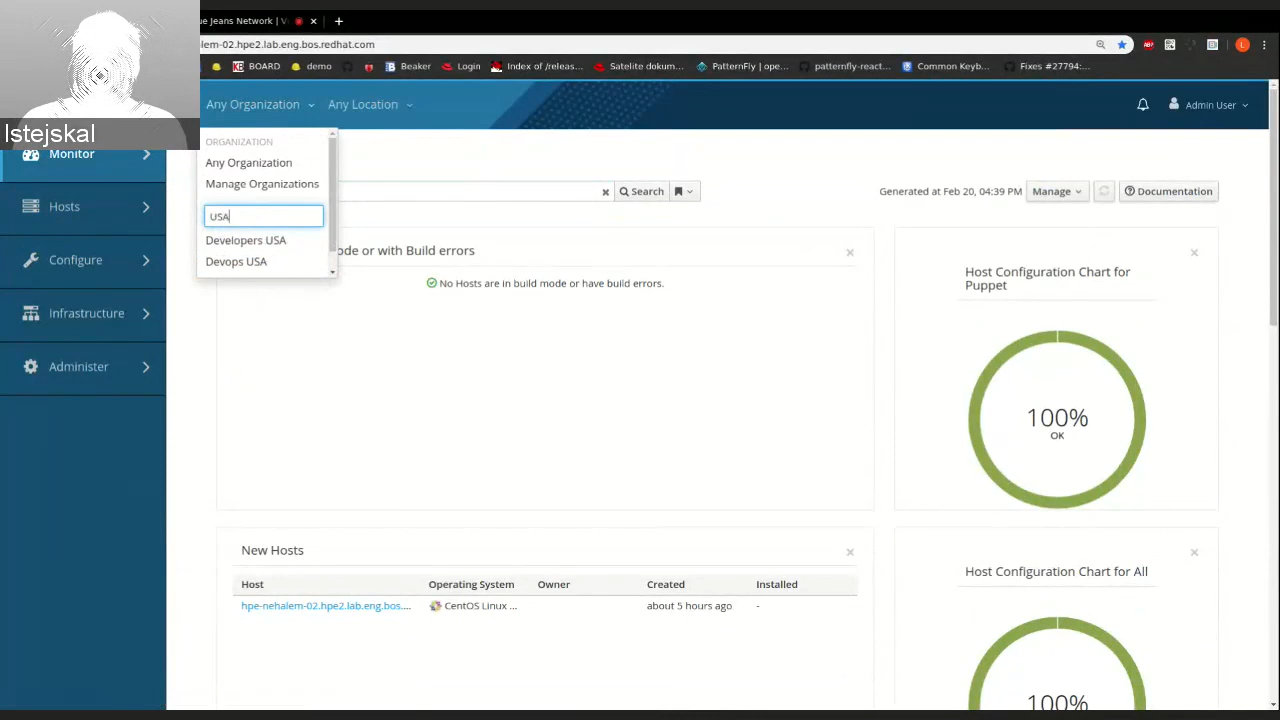 ue Jeans Network | V
lem-02.hpe2.lab.eng.bos.redhat.com
BOARD
demo
Beaker
Login
Index of /releas...
Satelite dokum...
PatternFly | ope...
patternfly-react...
Common Keyb...
Fixes #27794:...
lstejskal
Any Organization
Any Location
Admin User
ORGANIZATION
Any Organization
Manage Organizations
USA
Developers USA
Devops USA
Monitor
Hosts
Configure
Infrastructure
Administer
Search
Generated at Feb 20, 04:39 PM
Manage
Documentation
ode or with Build errors
No Hosts are in build mode or have build errors.
Host Configuration Chart for
Puppet
100%
OK
New Hosts
Host Operating System Owner Created Installed
hpe-nehalem-02.hpe2.lab.eng.bos.... CentOS Linux ... about 5 hours ago -
Host Configuration Chart for All
100%